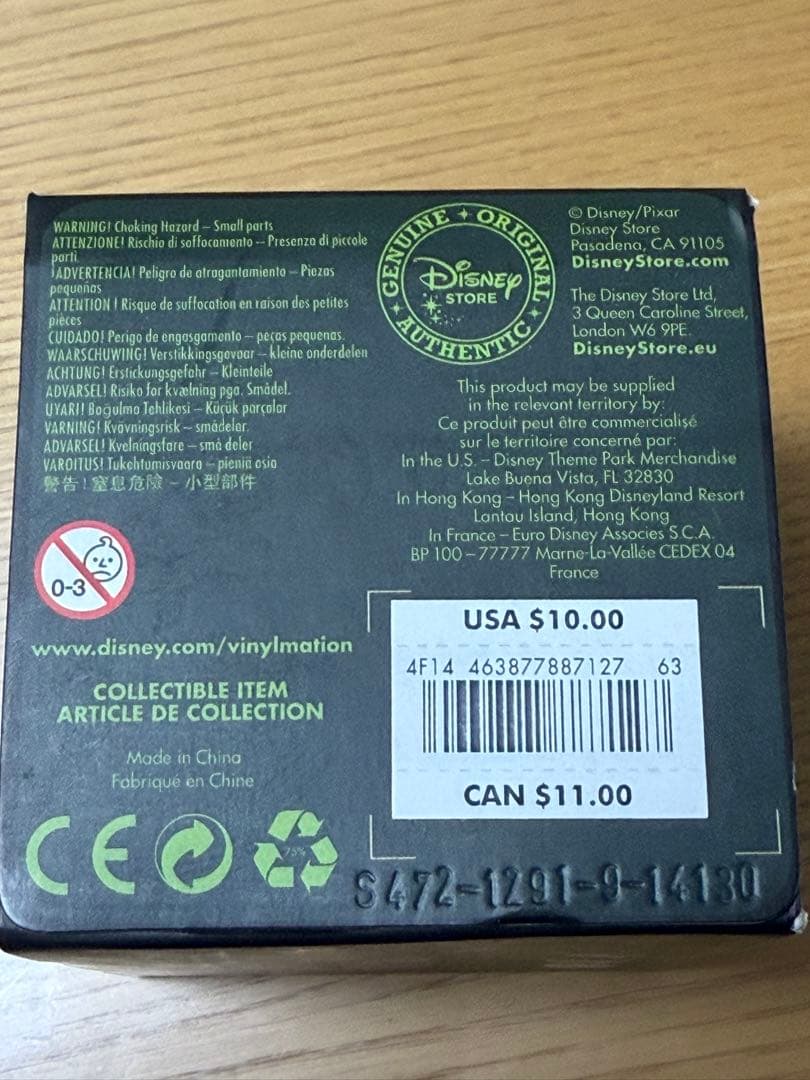 WARNING! Choking Hazard – Small parts
ATTENZIONE! Rischio di soffocamento – Presenza di piccole
parti.
¡ADVERTENCIA! Peligro de atragantamiento – Piezas
pequeñas
ATTENTION ! Risque de suffocation en raison des petites
pièces
CUIDADO! Perigo de engasgamento – peças pequenas.
WAARSCHUWING! Verstikkingsgevaar – kleine onderdelen
ACHTUNG! Erstickungsgefahr – Kleinteile
ADVARSEL! Risiko for kvælning pga. Smådel.
UYARI! Boğulma Tehlikesi – Küçük parçalar
VARNING! Kvävningsrisk – smådelar.
ADVARSEL! Kvelningsfare – små deler
VAROITUS! Tukehtumisvaara – pieniä osia
警告！窒息危險 – 小型部件
0-3
www.disney.com/vinylmation
COLLECTIBLE ITEM
ARTICLE DE COLLECTION
Made in China
Fabriqué en Chine
CE
75%
GENUINE ORIGINAL
Disney
STORE
AUTHENTIC
© Disney/Pixar
Disney Store
Pasadena, CA 91105
DisneyStore.com
The Disney Store Ltd,
3 Queen Caroline Street,
London W6 9PE.
DisneyStore.eu
This product may be supplied
in the relevant territory by:
Ce produit peut être commercialisé
sur le territoire concerné par:
In the U.S. – Disney Theme Park Merchandise
Lake Buena Vista, FL 32830
In Hong Kong – Hong Kong Disneyland Resort
Lantau Island, Hong Kong
In France – Euro Disney Associes S.C.A.
BP 100 – 77777 Marne-La-Vallée CEDEX 04
France
USA $10.00
4F14 463877887127 63
CAN $11.00
S472-1291-9-14130